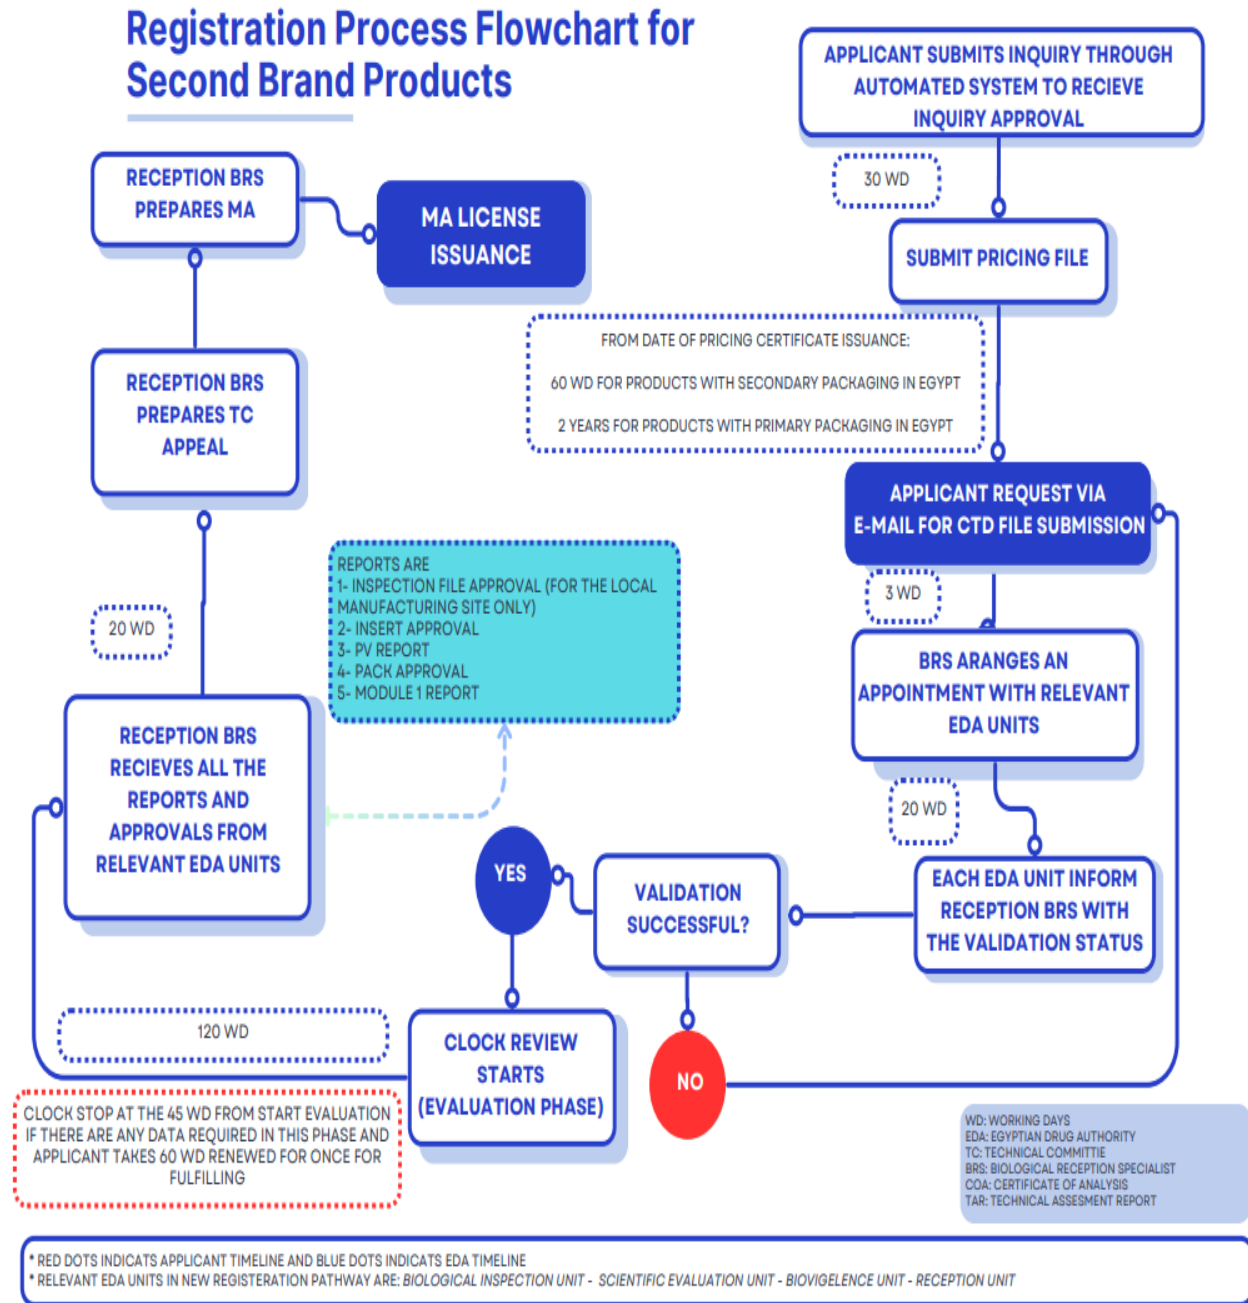 Registration Process Flowchart for
Second Brand Products
APPLICANT SUBMITS INQUIRY THROUGH
AUTOMATED SYSTEM TO RECIEVE
INQUIRY APPROVAL
30 WD
SUBMIT PRICING FILE
FROM DATE OF PRICING CERTIFICATE ISSUANCE:
60 WD FOR PRODUCTS WITH SECONDARY PACKAGING IN EGYPT
2 YEARS FOR PRODUCTS WITH PRIMARY PACKAGING IN EGYPT
APPLICANT REQUEST VIA
E-MAIL FOR CTD FILE SUBMISSION
3 WD
BRS ARANGES AN
APPOINTMENT WITH RELEVANT
EDA UNITS
20 WD
EACH EDA UNIT INFORM
RECEPTION BRS WITH
THE VALIDATION STATUS
VALIDATION
SUCCESSFUL?
YES
NO
CLOCK REVIEW
STARTS
(EVALUATION PHASE)
120 WD
CLOCK STOP AT THE 45 WD FROM START EVALUATION
IF THERE ARE ANY DATA REQUIRED IN THIS PHASE AND
APPLICANT TAKES 60 WD RENEWED FOR ONCE FOR
FULFILLING
RECEPTION BRS
RECIEVES ALL THE
REPORTS AND
APPROVALS FROM
RELEVANT EDA UNITS
REPORTS ARE
1- INSPECTION FILE APPROVAL (FOR THE LOCAL
MANUFACTURING SITE ONLY)
2- INSERT APPROVAL
3- PV REPORT
4- PACK APPROVAL
5- MODULE 1 REPORT
20 WD
RECEPTION BRS
PREPARES TC
APPEAL
RECEPTION BRS
PREPARES MA
MA LICENSE
ISSUANCE
WD: WORKING DAYS
EDA: EGYPTIAN DRUG AUTHORITY
TC: TECHNICAL COMMITTIE
BRS: BIOLOGICAL RECEPTION SPECIALIST
COA: CERTIFICATE OF ANALYSIS
TAR: TECHNICAL ASSESMENT REPORT
* RED DOTS INDICATS APPLICANT TIMELINE AND BLUE DOTS INDICATS EDA TIMELINE
* RELEVANT EDA UNITS IN NEW REGISTERATION PATHWAY ARE: BIOLOGICAL INSPECTION UNIT - SCIENTIFIC EVALUATION UNIT - BIOVIGELENCE UNIT - RECEPTION UNIT